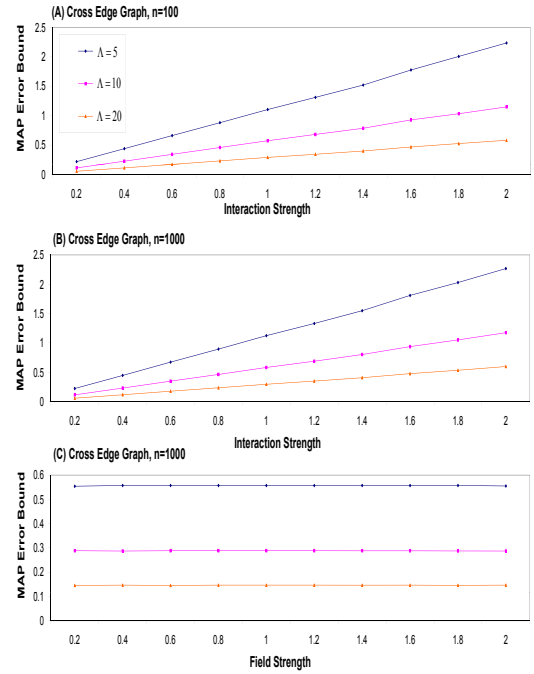 (A) Cross Edge Graph, n=100
MAP Error Bound
2.5
2
1.5
1
0.5
0
Λ = 5
Λ = 10
Λ = 20
0.2 0.4 0.6 0.8 1 1.2 1.4 1.6 1.8 2
Interaction Strength
(B) Cross Edge Graph, n=1000
MAP Error Bound
2.5
2
1.5
1
0.5
0
0.2 0.4 0.6 0.8 1 1.2 1.4 1.6 1.8 2
Interaction Strength
(C) Cross Edge Graph, n=1000
MAP Error Bound
0.6
0.5
0.4
0.3
0.2
0.1
0
0.2 0.4 0.6 0.8 1 1.2 1.4 1.6 1.8 2
Field Strength